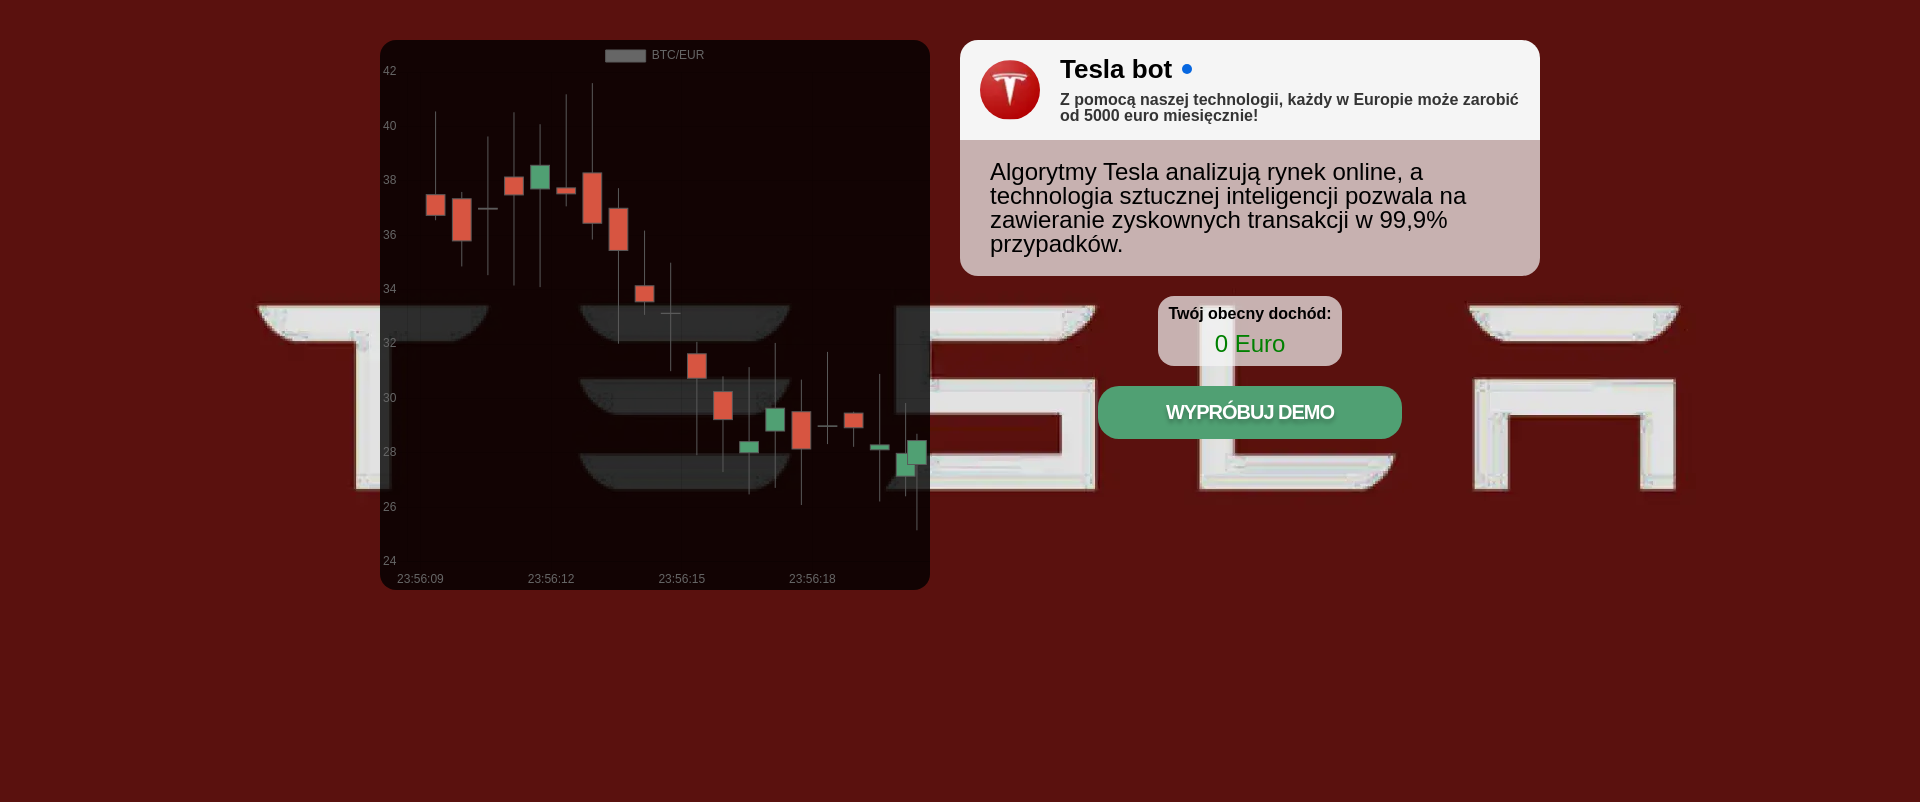 BTC/EUR
42
40
38
36
34
32
30
28
26
24
23:56:09 23:56:12 23:56:15 23:56:18
Tesla bot
Z pomocą naszej technologii, każdy w Europie może zarobić
od 5000 euro miesięcznie!
Algorytmy Tesla analizują rynek online, a
technologia sztucznej inteligencji pozwala na
zawieranie zyskownych transakcji w 99,9%
przypadków.
Twój obecny dochód:
0 Euro
WYPRÓBUJ DEMO
TESLA